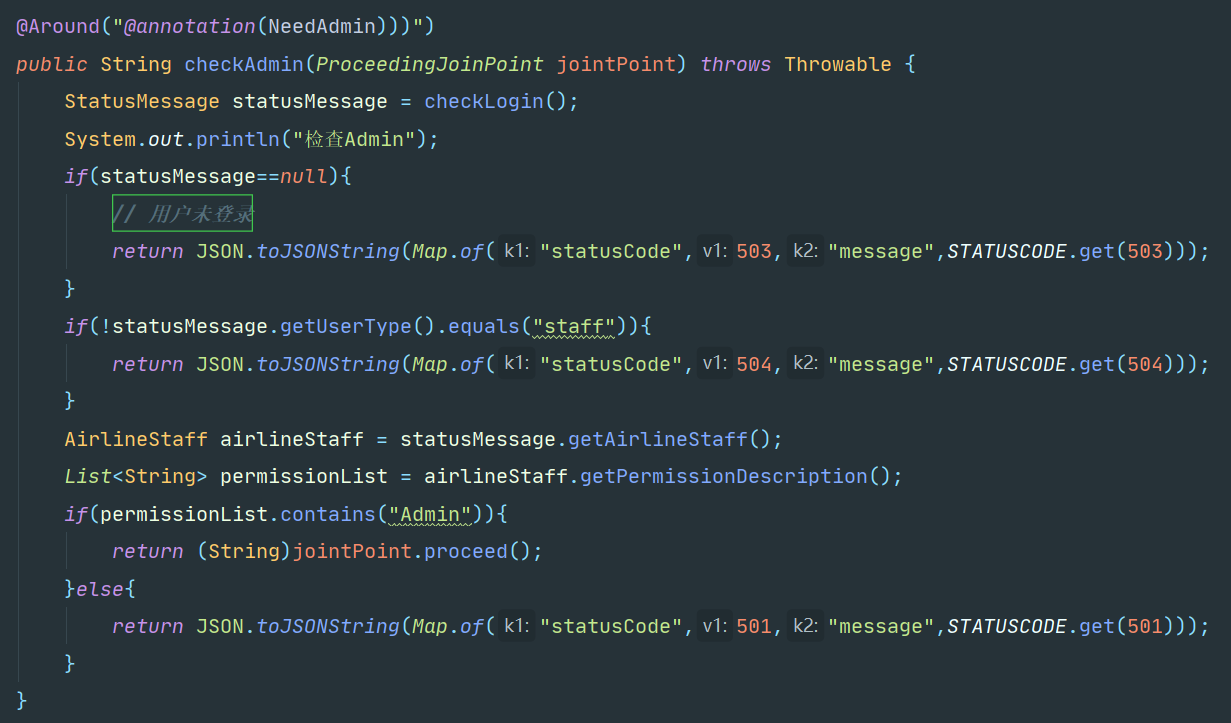 @Around("@annotation(NeedAdmin)))")
public String checkAdmin(ProceedingJoinPoint jointPoint) throws Throwable {
    StatusMessage statusMessage = checkLogin();
    System.out.println("检查Admin");
    if(statusMessage==null){
        // 用户未登录
        return JSON.toJSONString(Map.of( k1: "statusCode", v1: 503, k2: "message",STATUSCODE.get(503)));
    }
    if(!statusMessage.getUserType().equals("staff")){
        return JSON.toJSONString(Map.of( k1: "statusCode", v1: 504, k2: "message",STATUSCODE.get(504)));
    }
    AirlineStaff airlineStaff = statusMessage.getAirlineStaff();
    List<String> permissionList = airlineStaff.getPermissionDescription();
    if(permissionList.contains("Admin")){
        return (String)jointPoint.proceed();
    }else{
        return JSON.toJSONString(Map.of( k1: "statusCode", v1: 501, k2: "message",STATUSCODE.get(501)));
    }
}